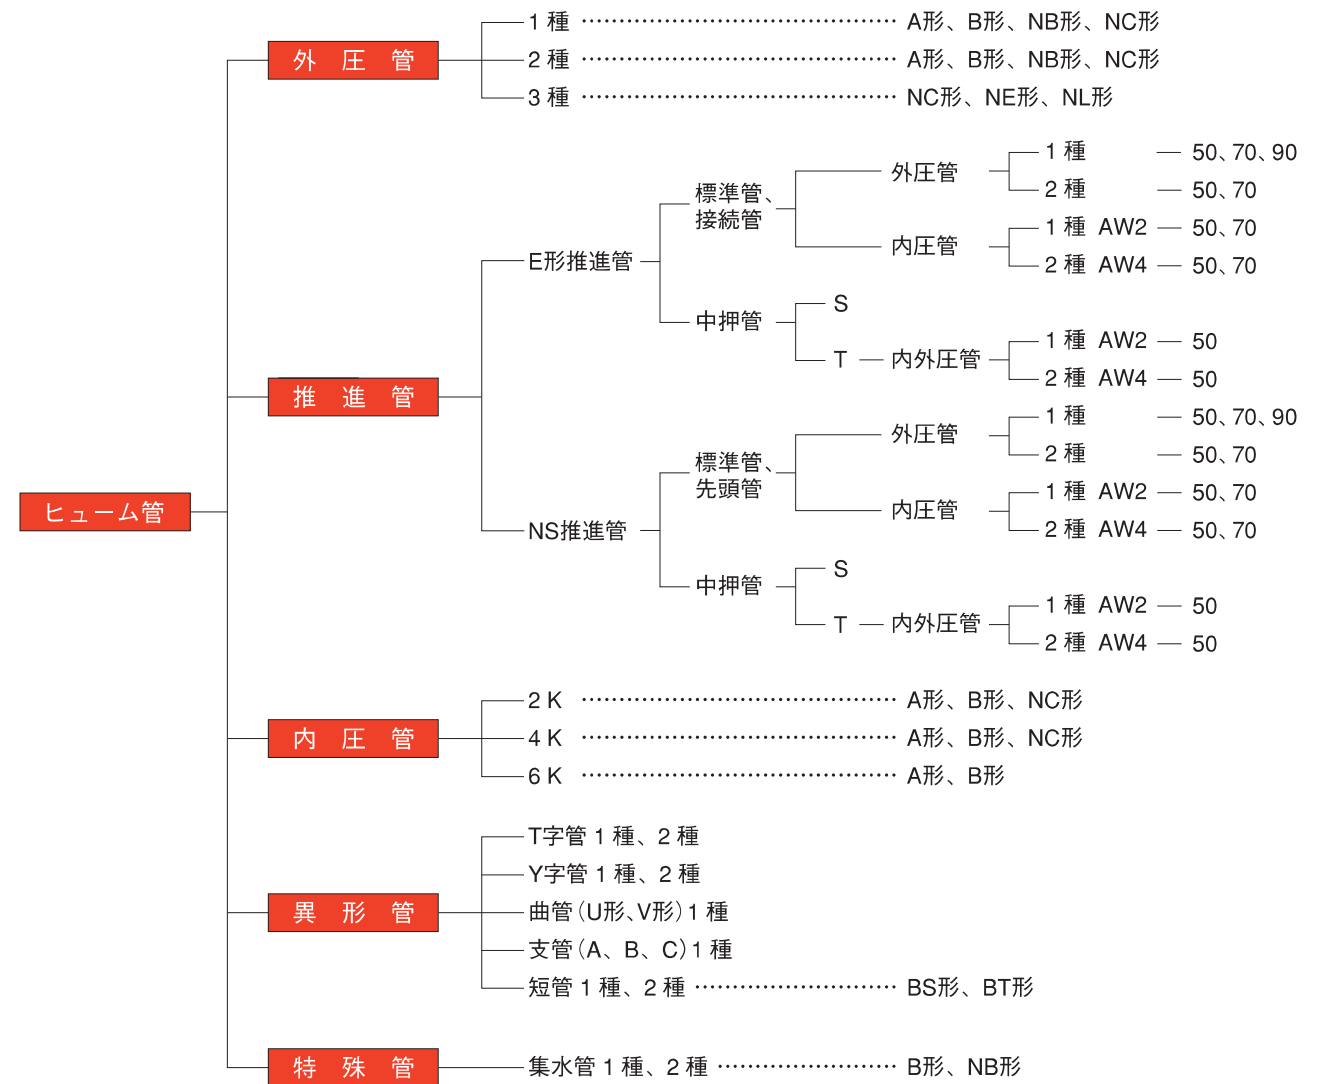 1 種 ・・・・・・・・・・・・・・・・・・・・ A形、B形、NB形、NC形
外 圧 管 2 種 ・・・・・・・・・・・・・・・・・・・・ A形、B形、NB形、NC形
3 種 ・・・・・・・・・・・・・・・・・・・・ NC形、NE形、NL形
1 種 — 50、70、90
外圧管
2 種 — 50、70
標準管、
接続管
1 種 AW2 — 50、70
内圧管
2 種 AW4 — 50、70
E形推進管
S
中押管
1 種 AW2 — 50
T — 内外圧管
2 種 AW4 — 50
推 進 管
1 種 — 50、70、90
外圧管
2 種 — 50、70
標準管、
先頭管
1 種 AW2 — 50、70
内圧管
2 種 AW4 — 50、70
ヒューム管
NS推進管
S
中押管
1 種 AW2 — 50
T — 内外圧管
2 種 AW4 — 50
2 K ・・・・・・・・・・・・・・・・・・・・ A形、B形、NC形
内 圧 管 4 K ・・・・・・・・・・・・・・・・・・・・ A形、B形、NC形
6 K ・・・・・・・・・・・・・・・・・・・・ A形、B形
T字管 1 種、2 種
Y字管 1 種、2 種
異 形 管 曲管(U形、V形)1 種
支管(A、B、C)1 種
短管 1 種、2 種 ・・・・・・・・・・・・・ BS形、BT形
特 殊 管 集水管 1 種、2 種 ・・・・・・・・・・・・ B形、NB形